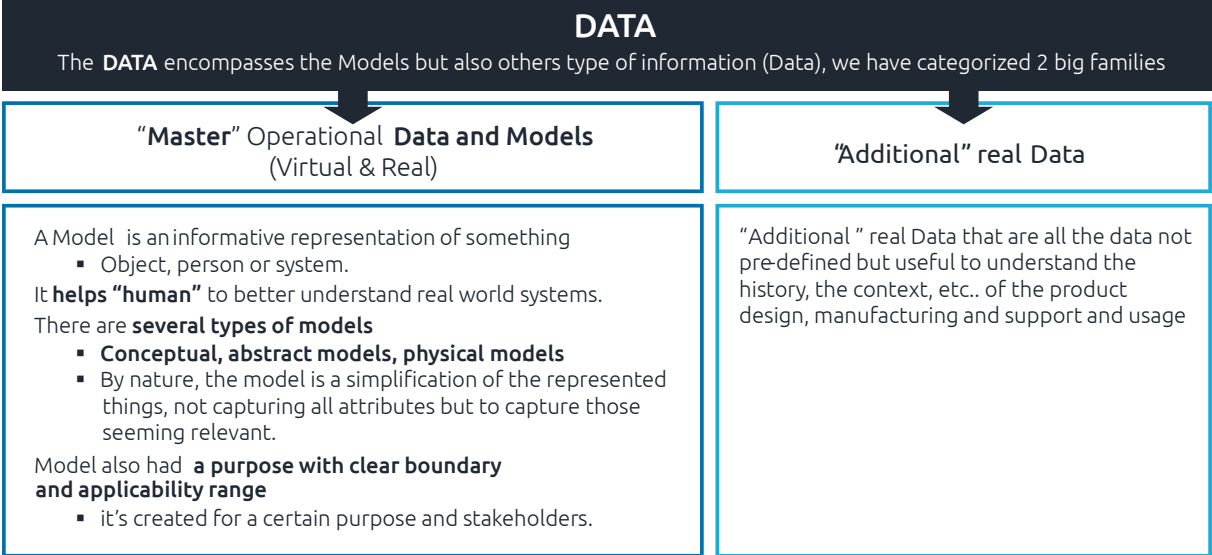 DATA
The DATA encompasses the Models but also others type of information (Data), we have categorized 2 big families
“Master” Operational Data and Models
(Virtual & Real)
“Additional” real Data
A Model is an informative representation of something
▪ Object, person or system.
It helps “human” to better understand real world systems.
There are several types of models
▪ Conceptual, abstract models, physical models
▪ By nature, the model is a simplification of the represented
things, not capturing all attributes but to capture those
seeming relevant.
Model also had a purpose with clear boundary
and applicability range
▪ it’s created for a certain purpose and stakeholders.
“Additional ” real Data that are all the data not
pre-defined but useful to understand the
history, the context, etc.. of the product
design, manufacturing and support and usage